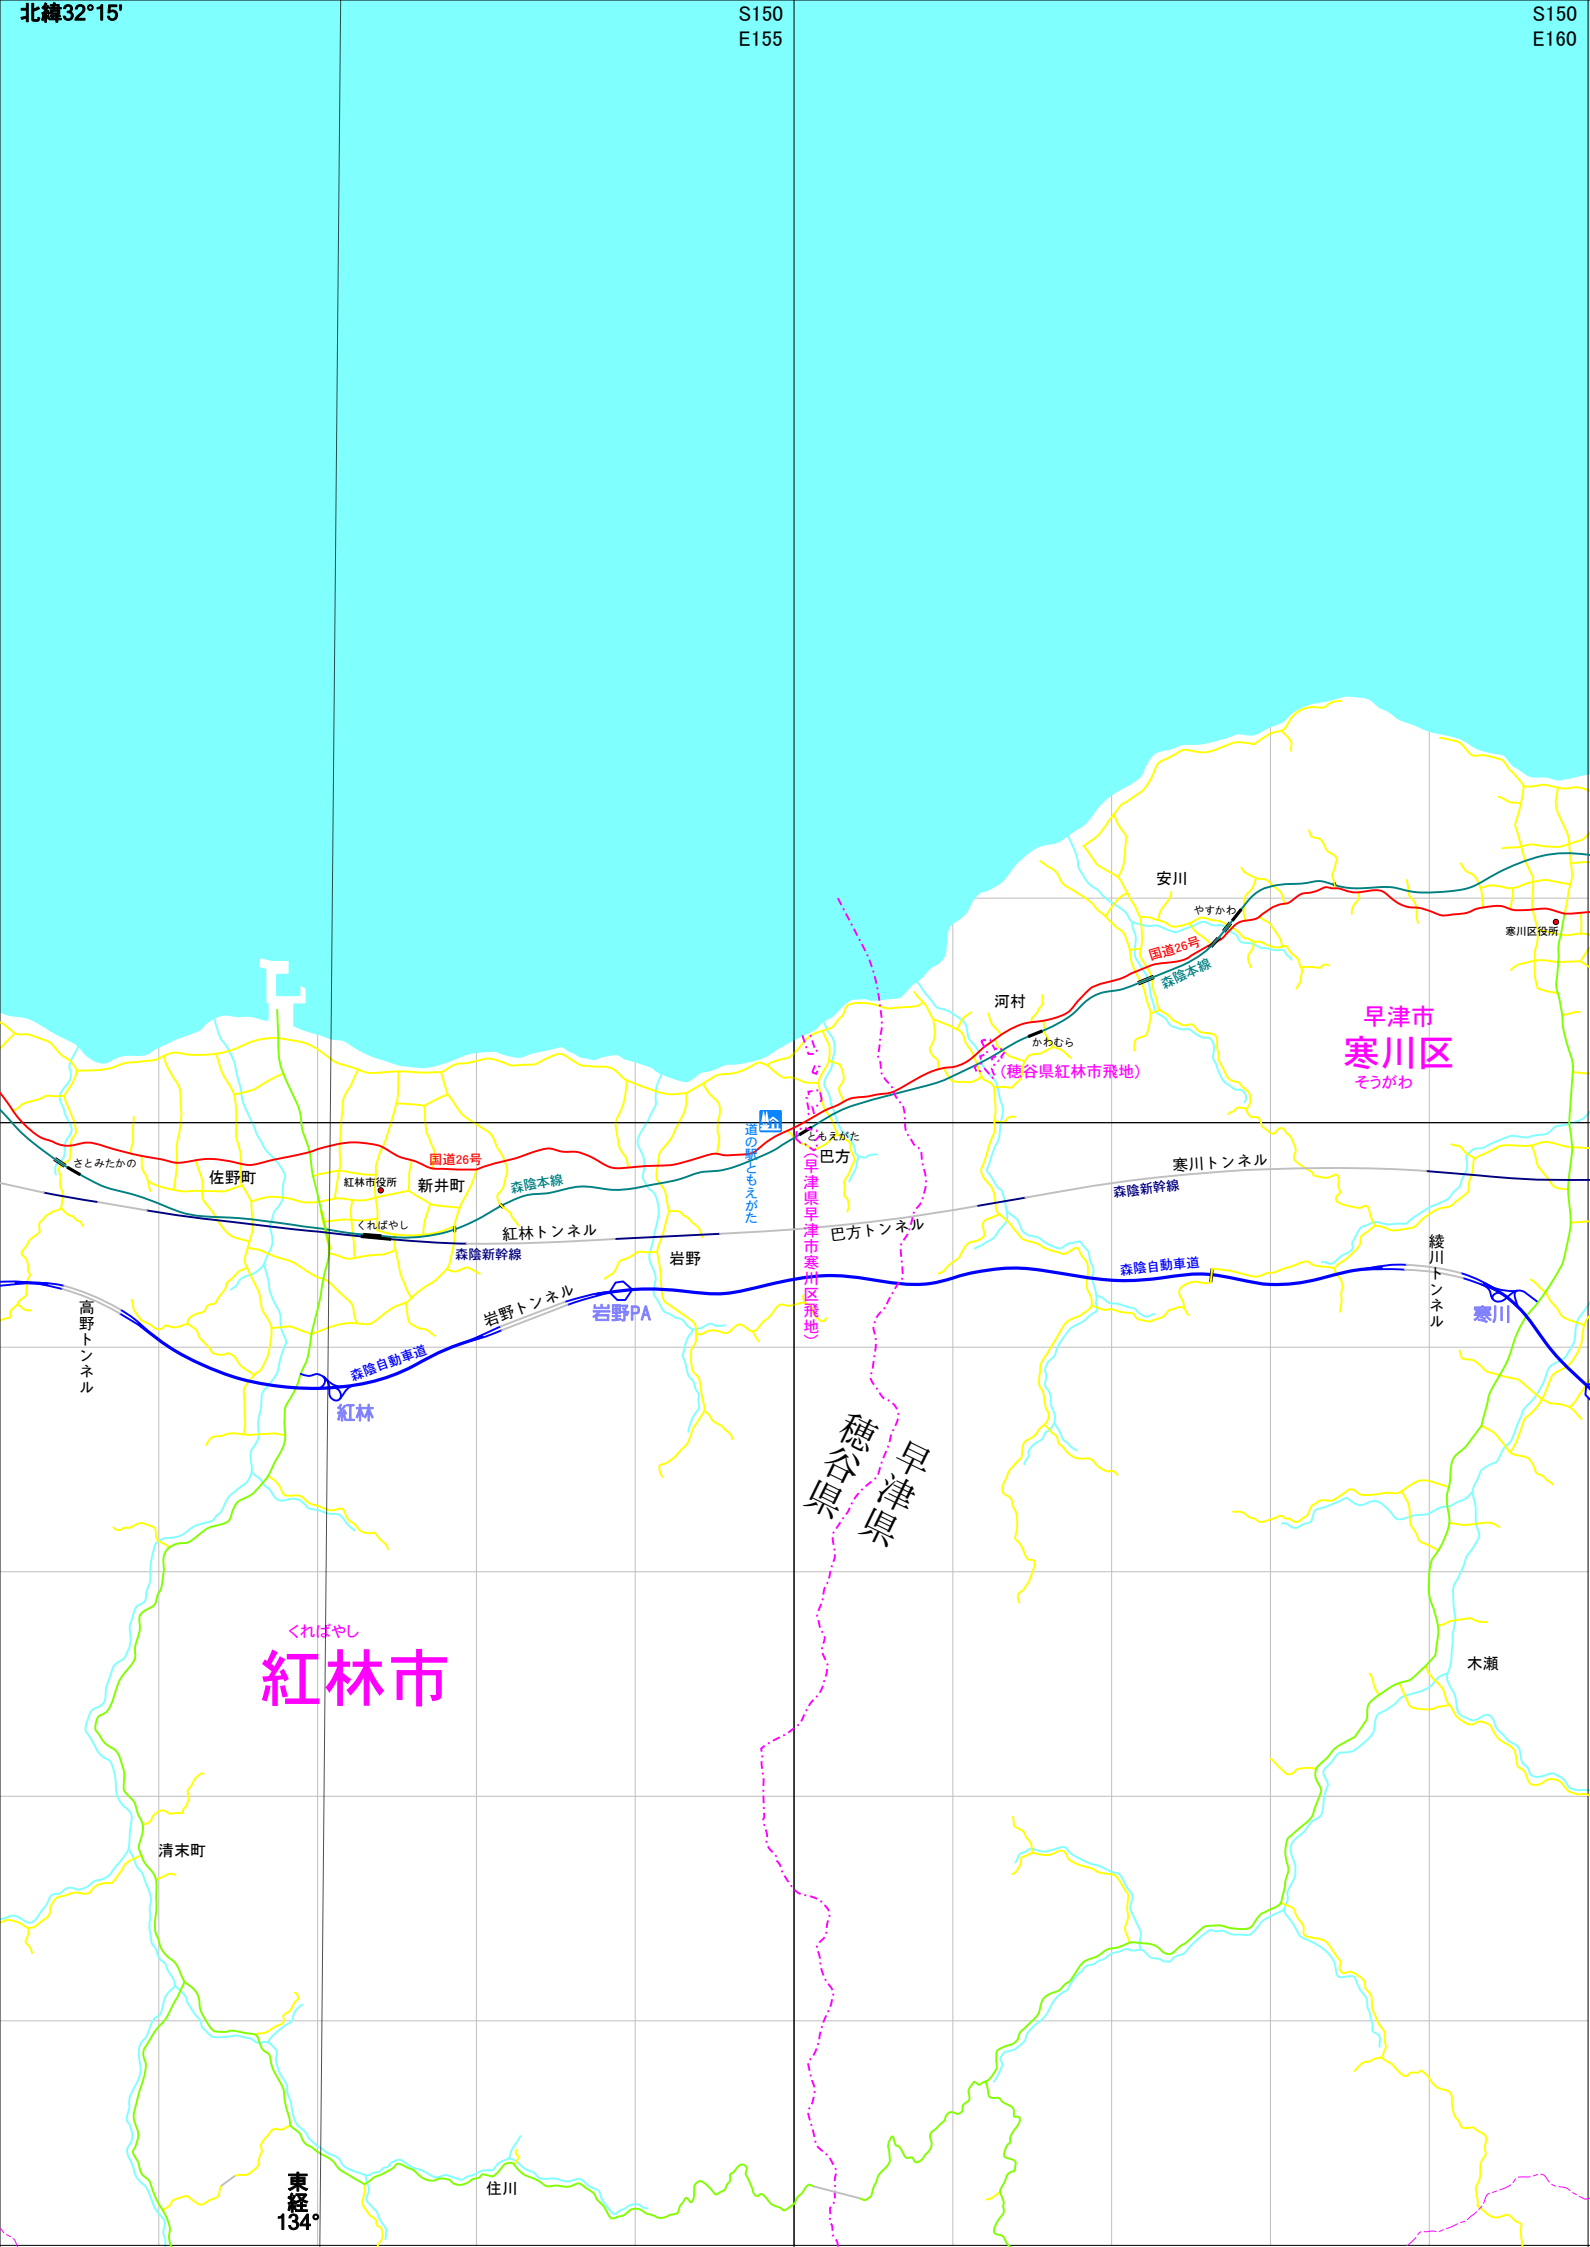 北緯32°15'
S150
E155
S150
E160
安川
やすかわ
寒川区役所
国道26号
森陰本線
河村
かわむら
早津市
寒川区
そうがわ
(穂谷県紅林市飛地)
道の駅ともえがた
ともえがた
巴方
(早津県早津市寒川区飛地)
さとみたかの
佐野町
紅林市役所
新井町
国道26号
森陰本線
くればやし
紅林トンネル
森陰新幹線
岩野
巴方トンネル
寒川トンネル
森陰新幹線
森陰自動車道
綾川トンネル
寒川
高野トンネル
岩野トンネル
岩野PA
森陰自動車道
紅林
穂谷県
早津県
くればやし
紅林市
木瀬
清末町
住川
東経
134°